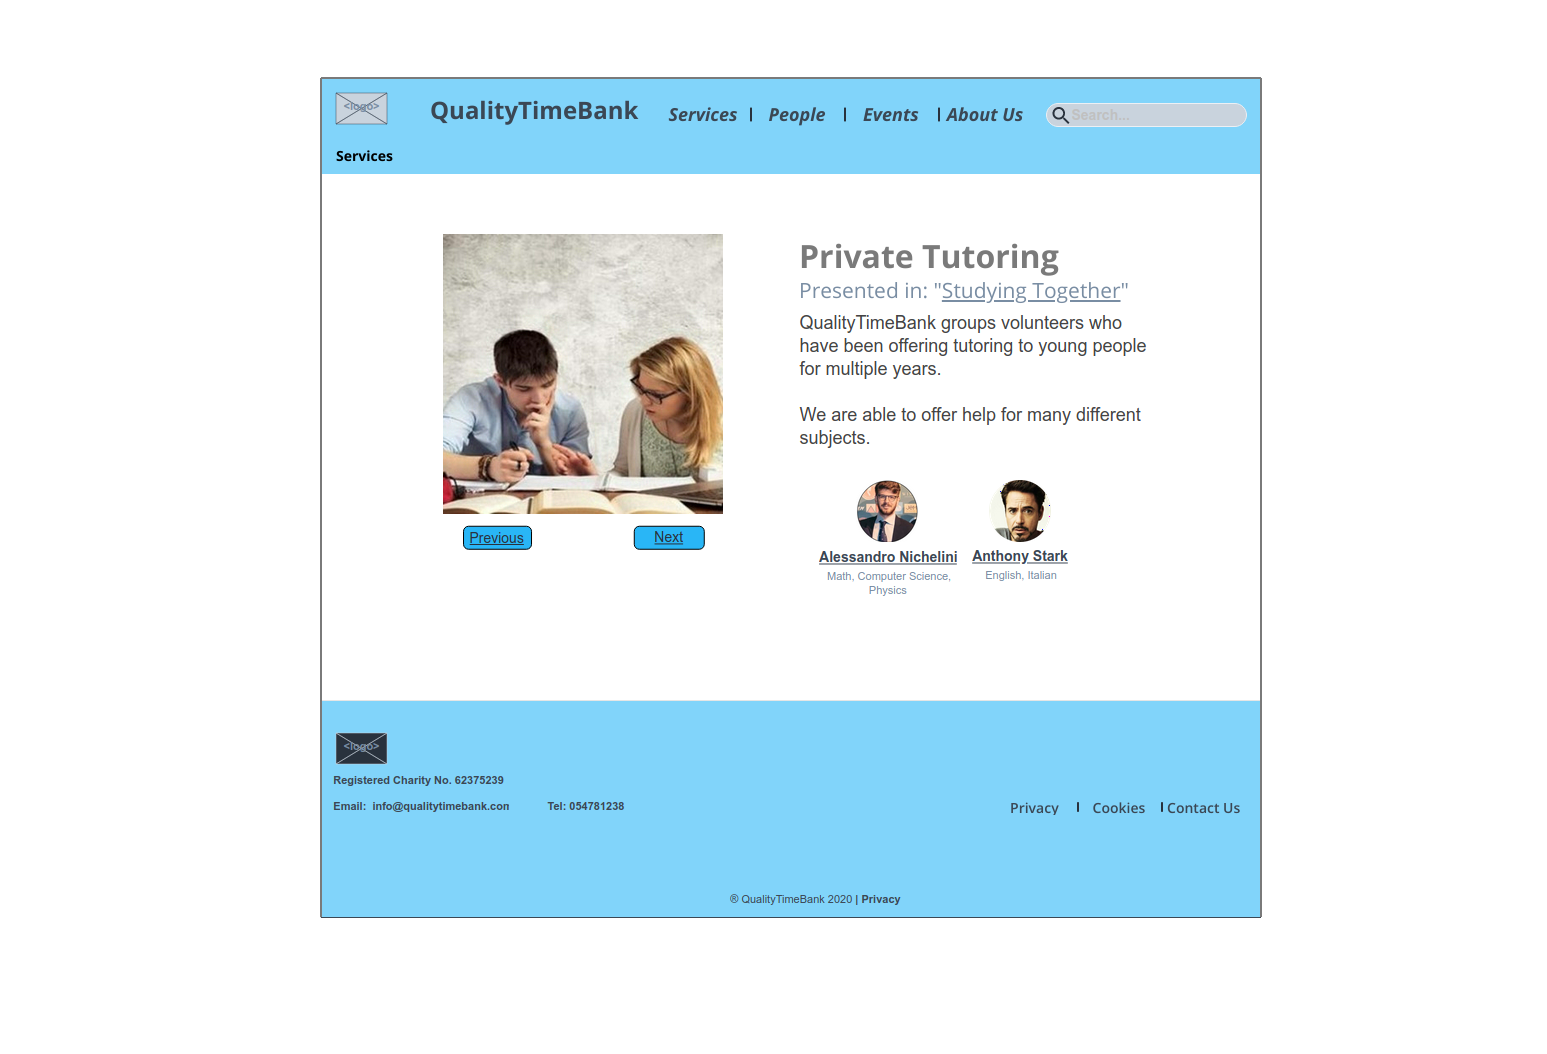 <logo>
QualityTimeBank
Services
People
Events
About Us
Search...
Services
Private Tutoring
Presented in: "Studying Together"
QualityTimeBank groups volunteers who
have been offering tutoring to young people
for multiple years.
We are able to offer help for many different
subjects.
Previous
Next
Alessandro Nichelini
Math, Computer Science,
Physics
Anthony Stark
English, Italian
<logo>
Registered Charity No. 62375239
Email:  info@qualitytimebank.con
Tel: 054781238
Privacy
Cookies
Contact Us
® QualityTimeBank 2020 | Privacy